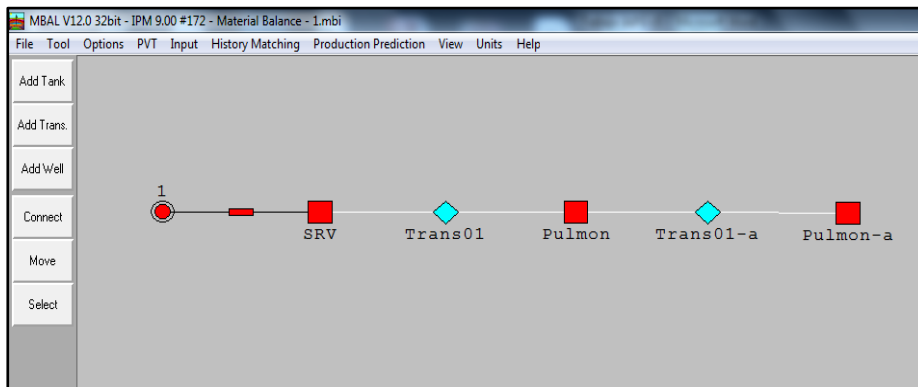 MBAL V12.0 32bit - IPM 9.00 #172 - Material Balance - 1.mbi
File Tool Options PVT Input History Matching Production Prediction View Units Help
Add Tank
Add Trans.
Add Well
Connect
Move
Select
1
SRV Trans01 Pulmon Trans01-a Pulmon-a